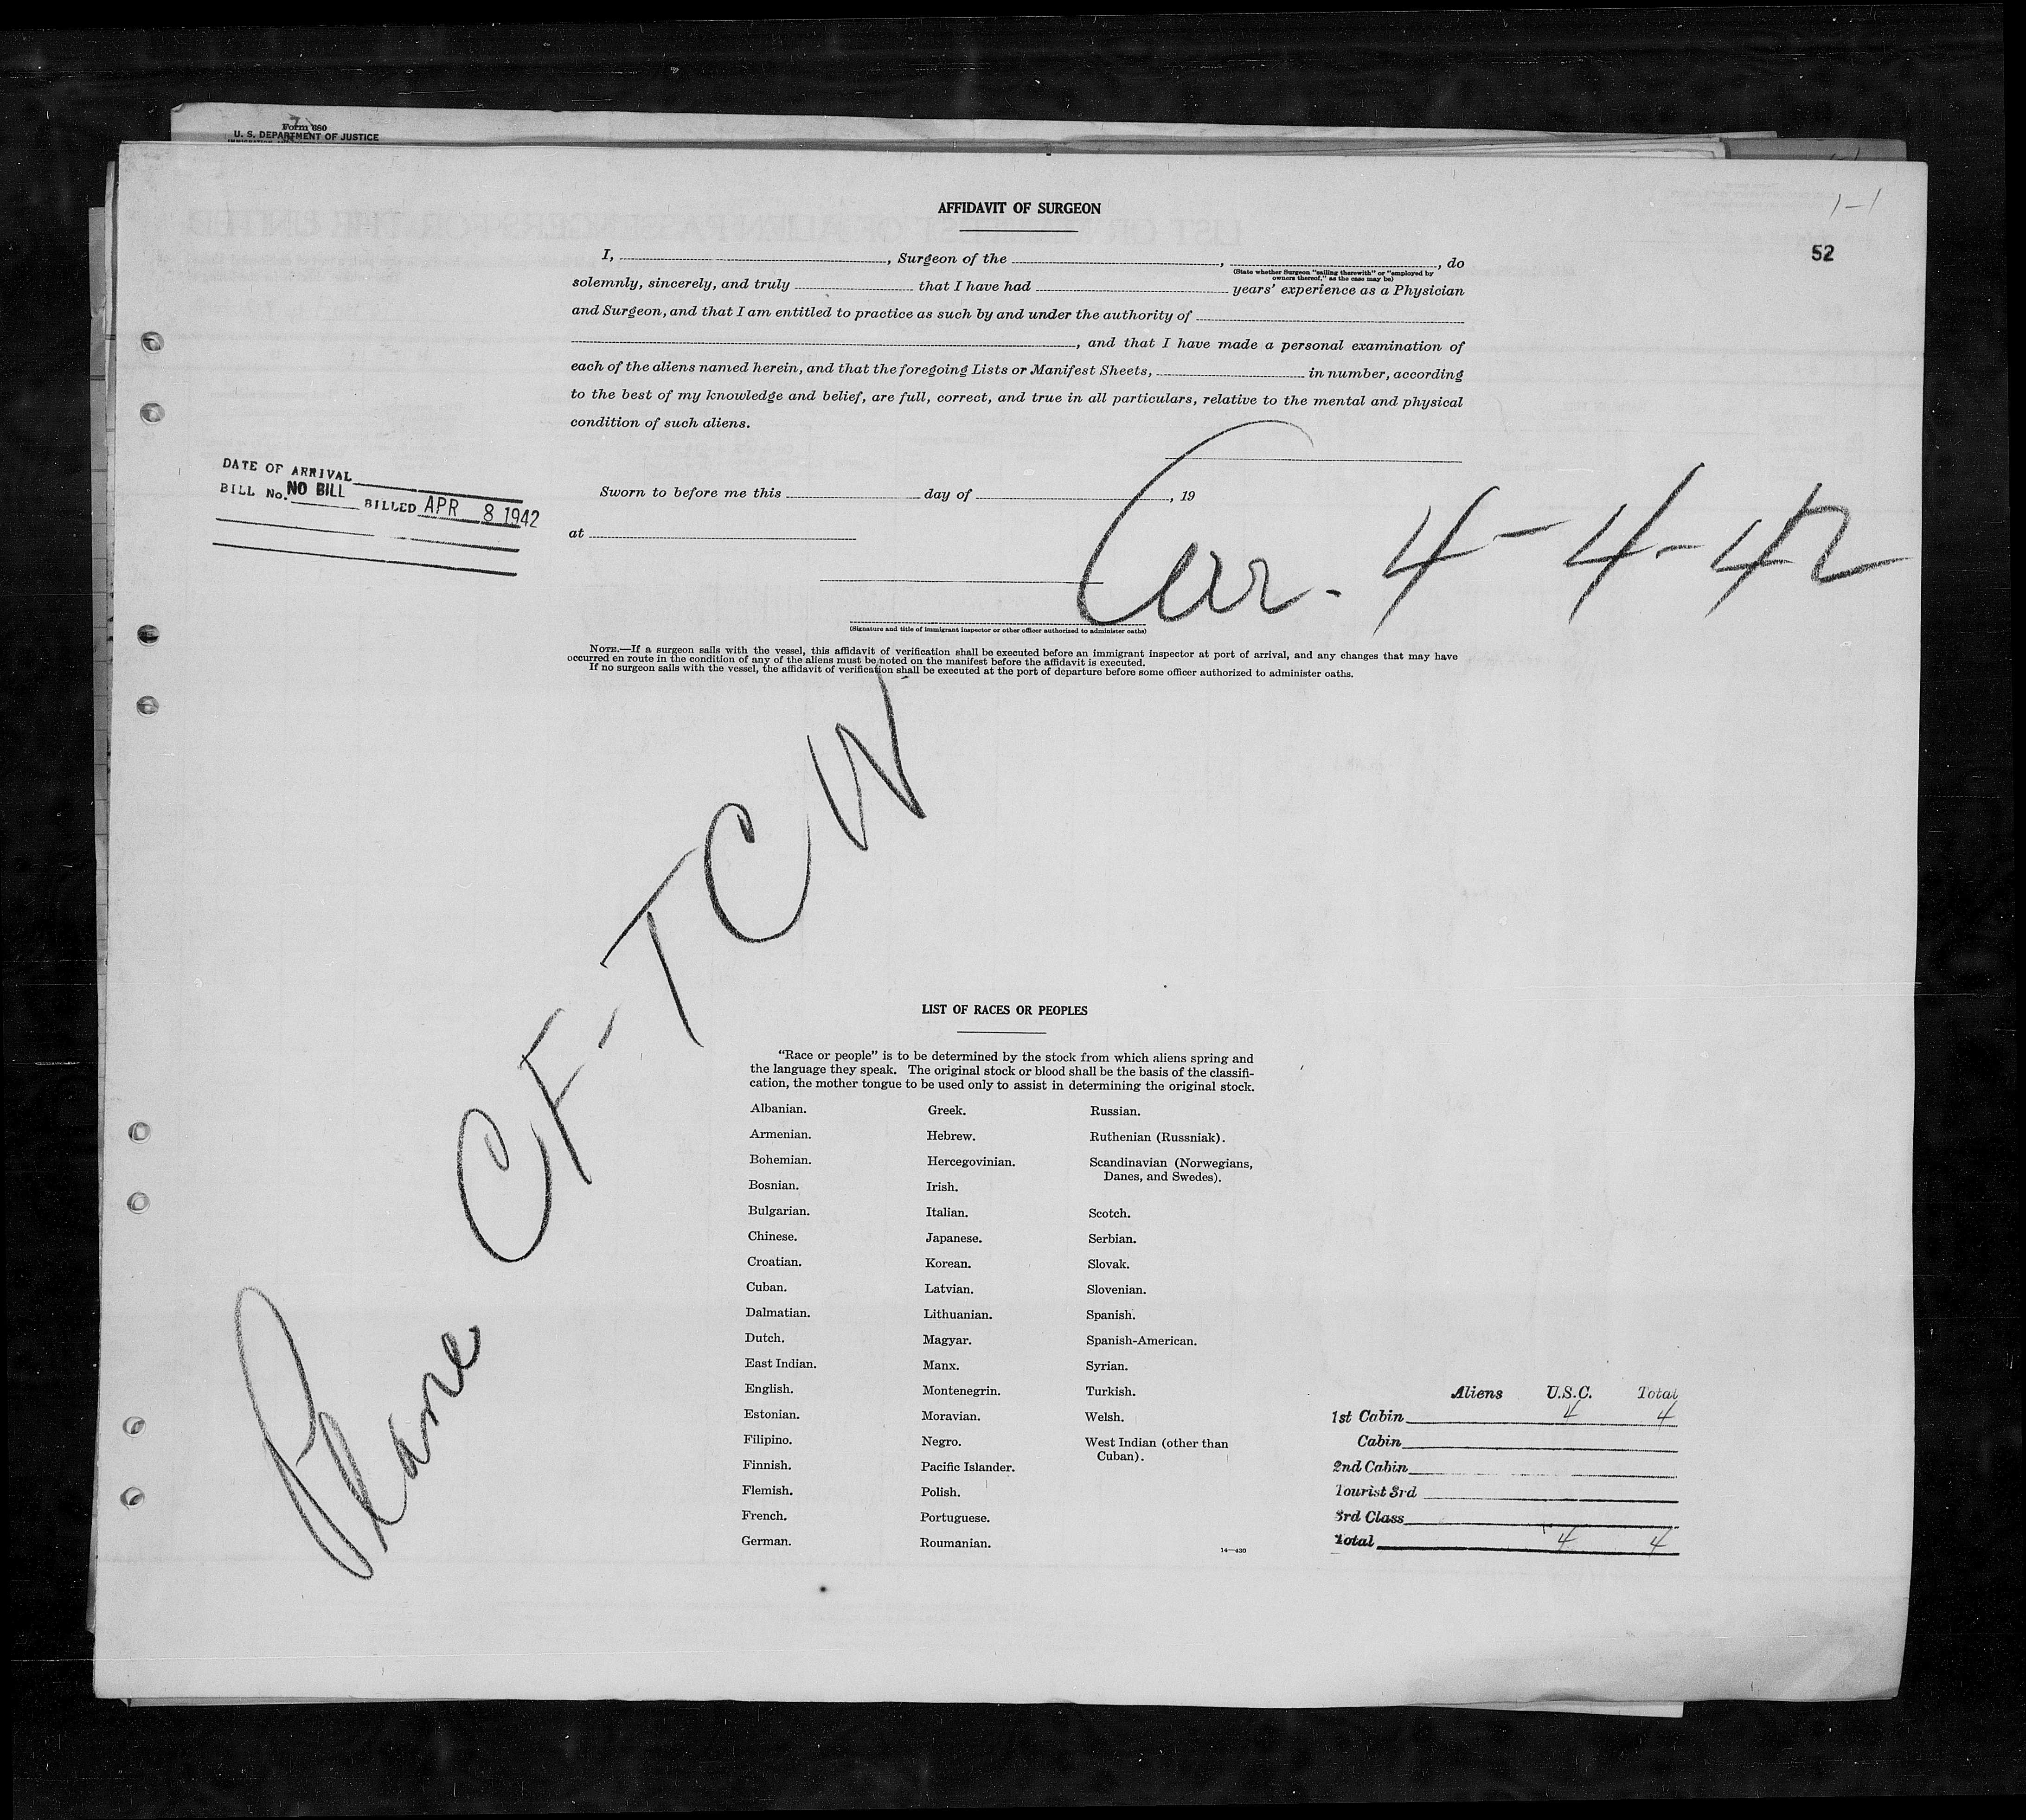 Form 680
U. S. DEPARTMENT OF JUSTICE
1-1
52
AFFIDAVIT OF SURGEON
I, , Surgeon of the , , do
(State whether Surgeon "sailing therewith" or "employed by
owners thereof," as the case may be)
solemnly, sincerely, and truly that I have had years' experience as a Physician
and Surgeon, and that I am entitled to practice as such by and under the authority of
, and that I have made a personal examination of
each of the aliens named herein, and that the foregoing Lists or Manifest Sheets, in number, according
to the best of my knowledge and belief, are full, correct, and true in all particulars, relative to the mental and physical
condition of such aliens.
DATE OF ARRIVAL
BILL No. NO BILL BILLED APR 8 1942
Sworn to before me this day of , 19
at
Arr. 4-4-42
(Signature and title of immigrant inspector or other officer authorized to administer oaths)
NOTE.—If a surgeon sails with the vessel, this affidavit of verification shall be executed before an immigrant inspector at port of arrival, and any changes that may have
occurred en route in the condition of any of the aliens must be noted on the manifest before the affidavit is executed.
If no surgeon sails with the vessel, the affidavit of verification shall be executed at the port of departure before some officer authorized to administer oaths.
Plane CF-TCW
LIST OF RACES OR PEOPLES
"Race or people" is to be determined by the stock from which aliens spring and
the language they speak. The original stock or blood shall be the basis of the classifi-
cation, the mother tongue to be used only to assist in determining the original stock.
Albanian.
Armenian.
Bohemian.
Bosnian.
Bulgarian.
Chinese.
Croatian.
Cuban.
Dalmatian.
Dutch.
East Indian.
English.
Estonian.
Filipino.
Finnish.
Flemish.
French.
German.
Greek.
Hebrew.
Hercegovinian.
Irish.
Italian.
Japanese.
Korean.
Latvian.
Lithuanian.
Magyar.
Manx.
Montenegrin.
Moravian.
Negro.
Pacific Islander.
Polish.
Portuguese.
Roumanian.
Russian.
Ruthenian (Russniak).
Scandinavian (Norwegians,
Danes, and Swedes).
Scotch.
Serbian.
Slovak.
Slovenian.
Spanish.
Spanish-American.
Syrian.
Turkish.
Welsh.
West Indian (other than
Cuban).
14—430
Aliens U.S.C. Total
1st Cabin 4 4
Cabin
2nd Cabin
Tourist 3rd
3rd Class
Total 4 4